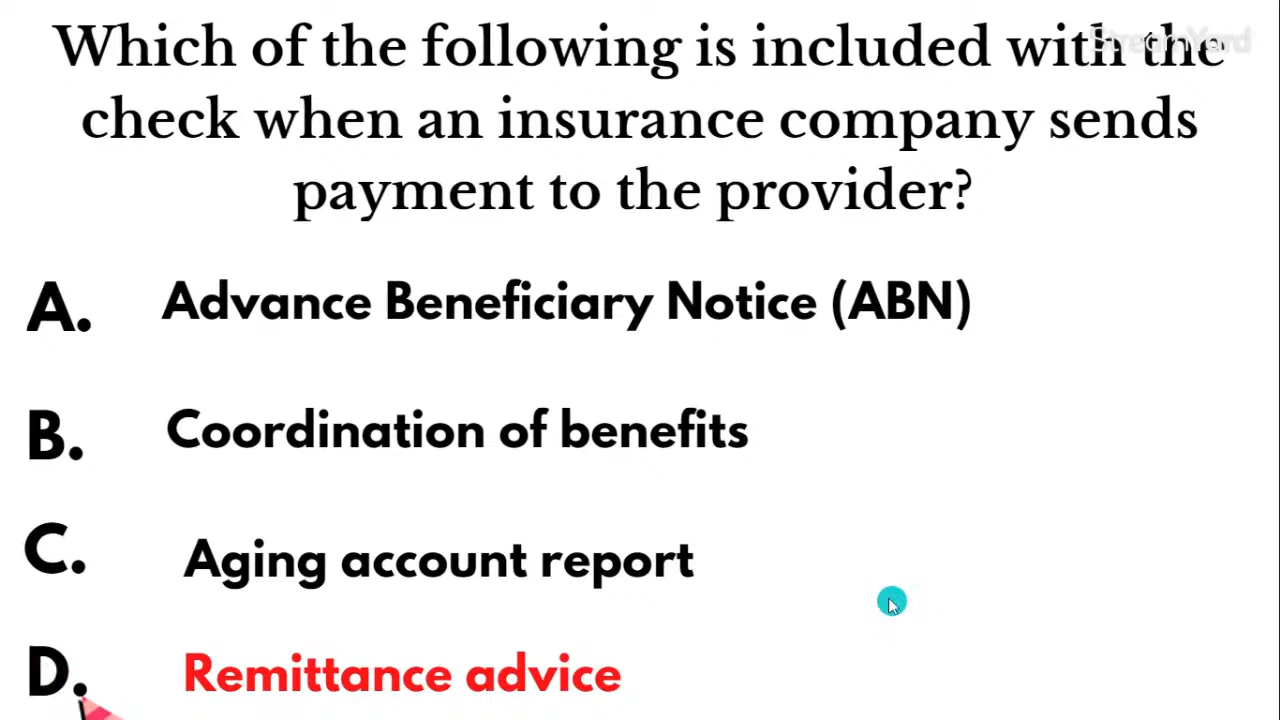 Which of the following is included with the
check when an insurance company sends
payment to the provider?
StreamYard
A. Advance Beneficiary Notice (ABN)
B. Coordination of benefits
C. Aging account report
D. Remittance advice